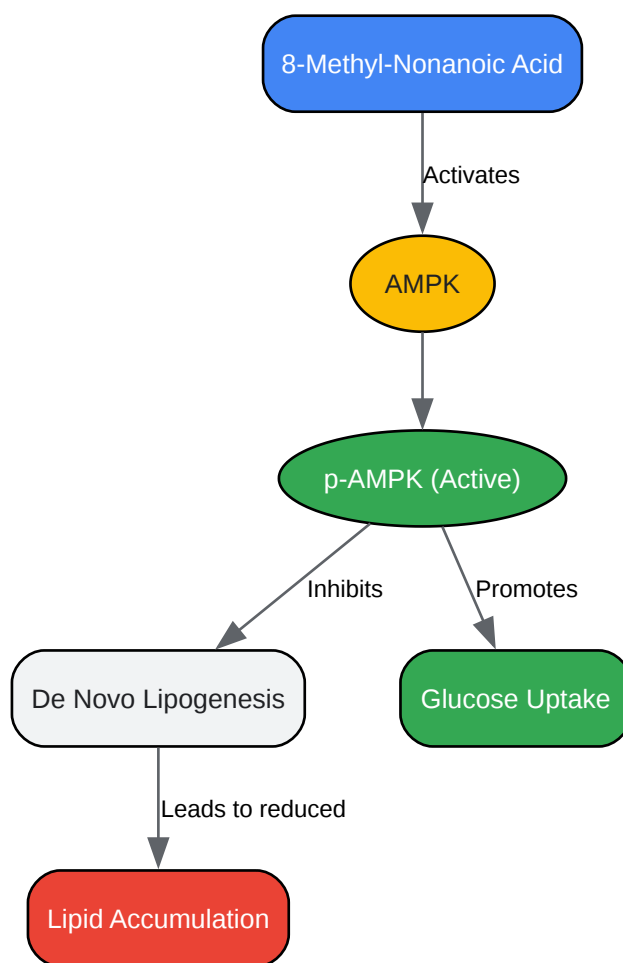 8-Methyl-Nonanoic Acid
Activates
AMPK
p-AMPK (Active)
Inhibits
Promotes
De Novo Lipogenesis
Glucose Uptake
Leads to reduced
Lipid Accumulation